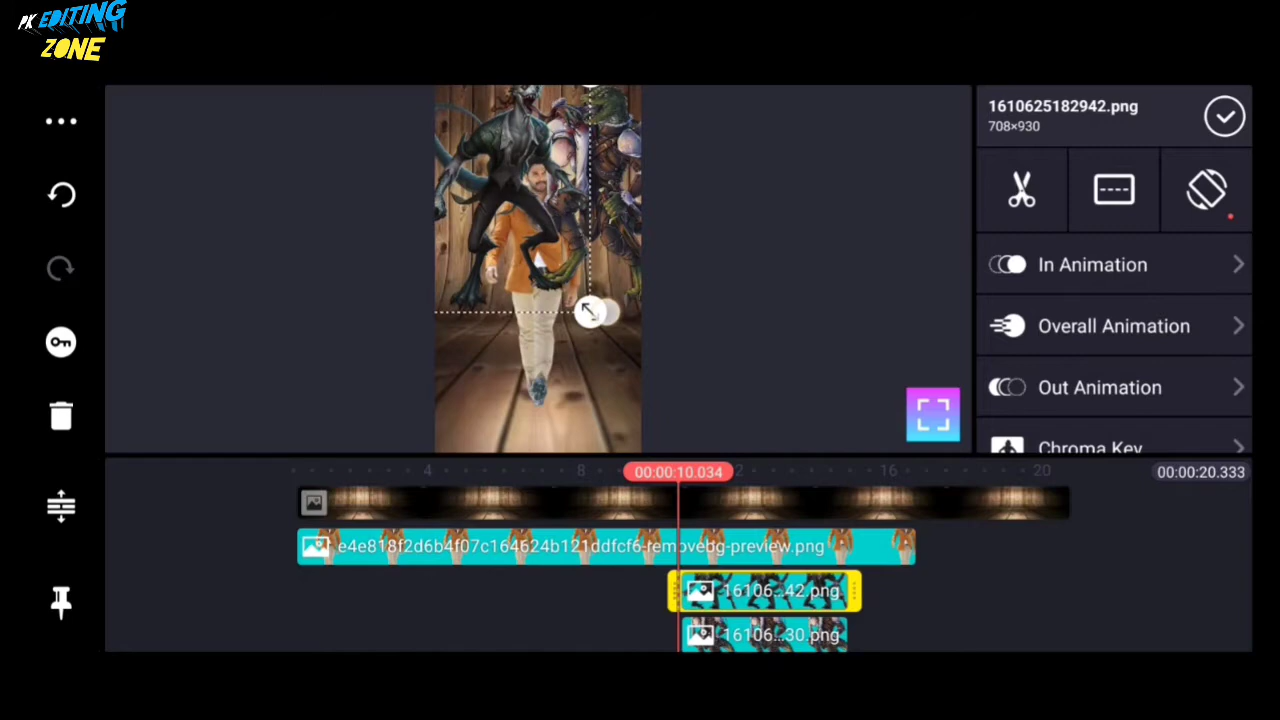 PK EDITING
ZONE
1610625182942.png
708×930
In Animation
Overall Animation
Out Animation
Chroma Key
4
8
00:00:10.034
2
16
20
00:00:20.333
e4e818f2d6b4f07c164624b121ddfcf6-removebg-preview.png
16106...42.png
16106...30.png